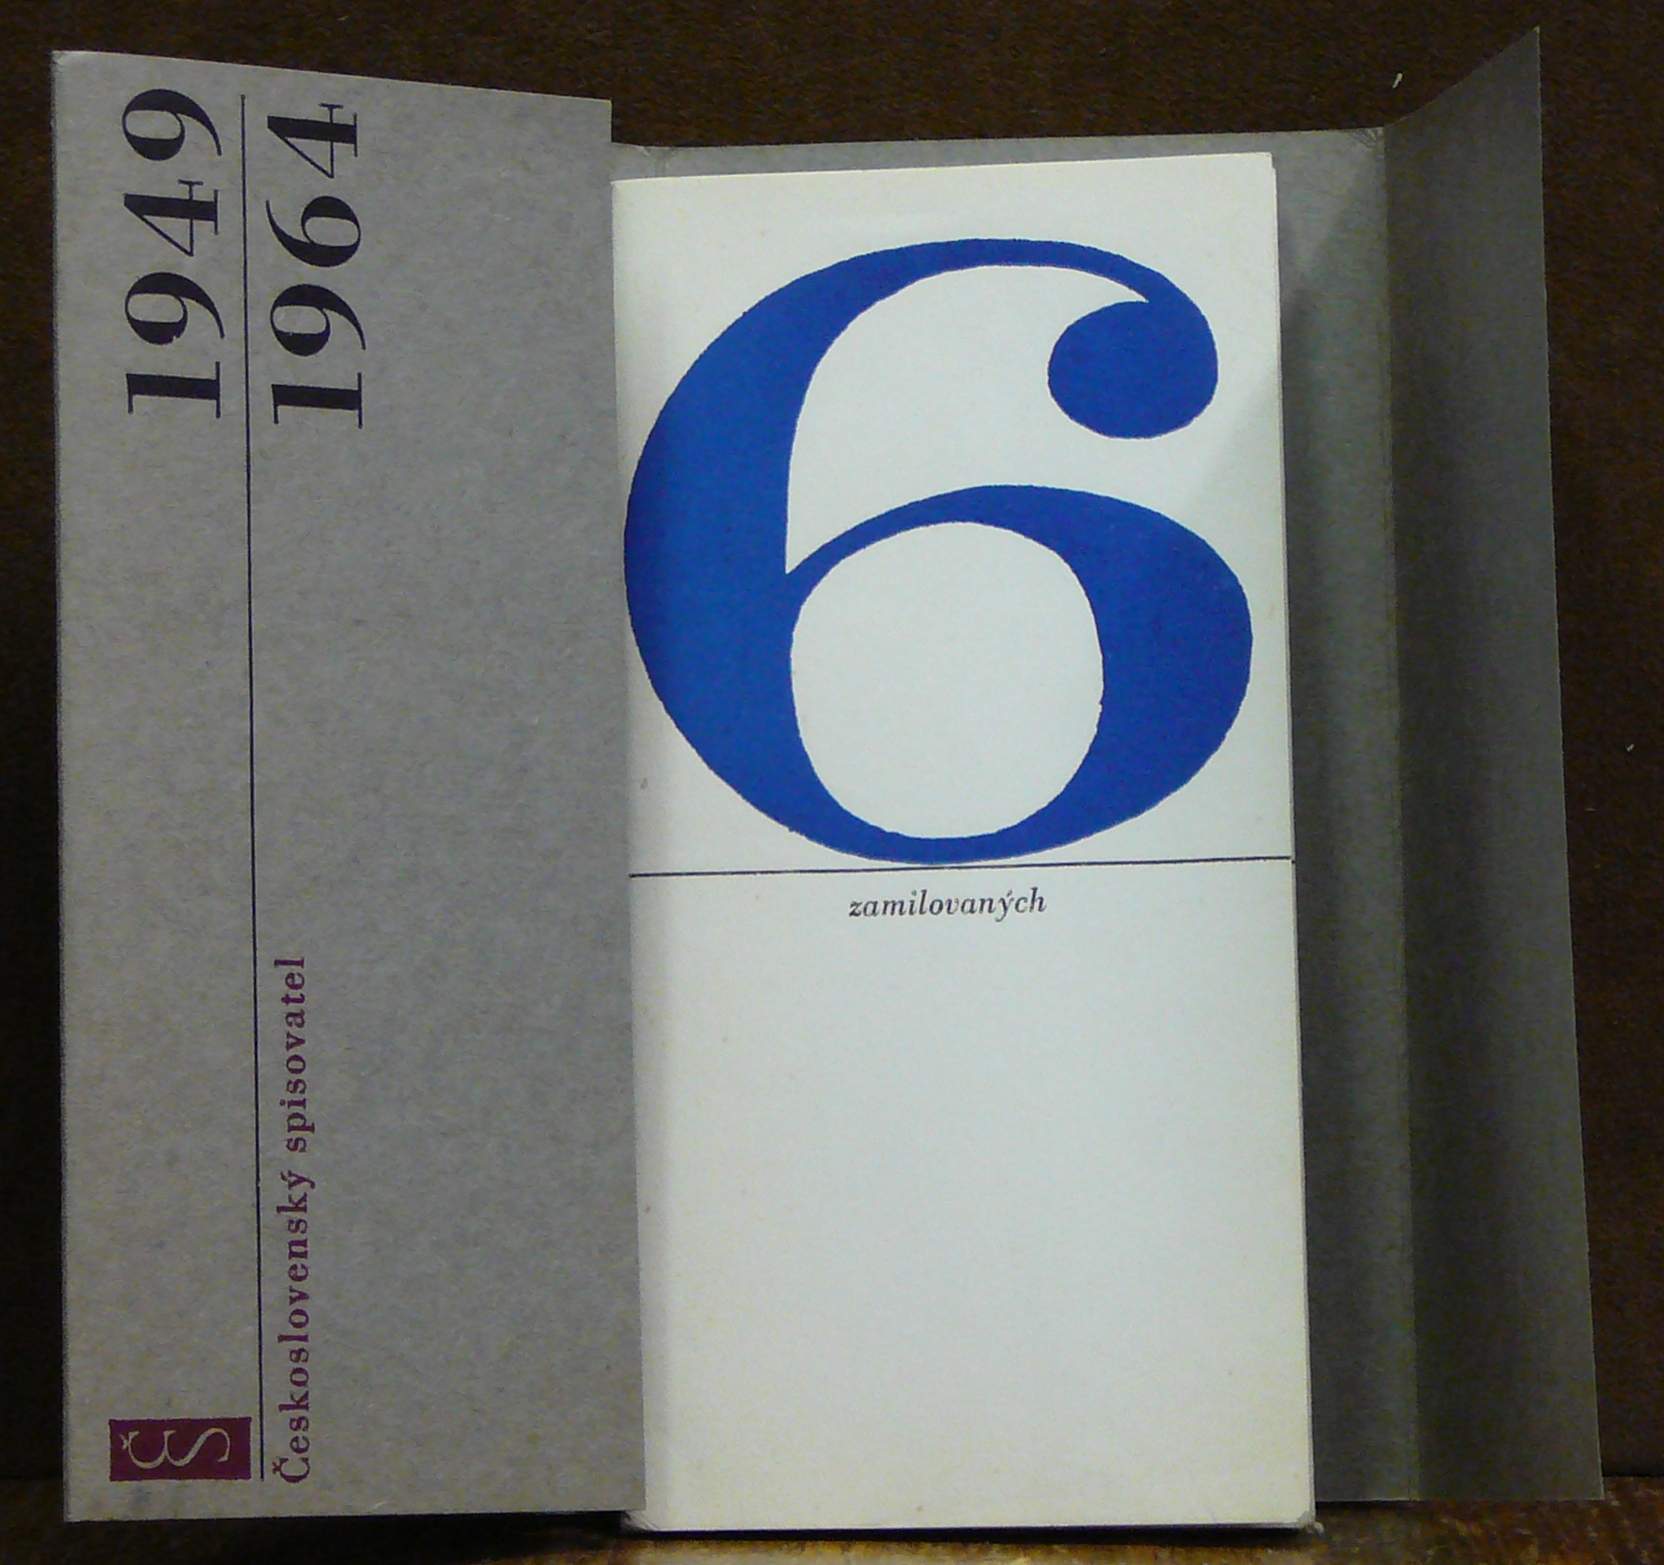 1949
1964
Československý spisovatel
ČS
6
zamilovaných